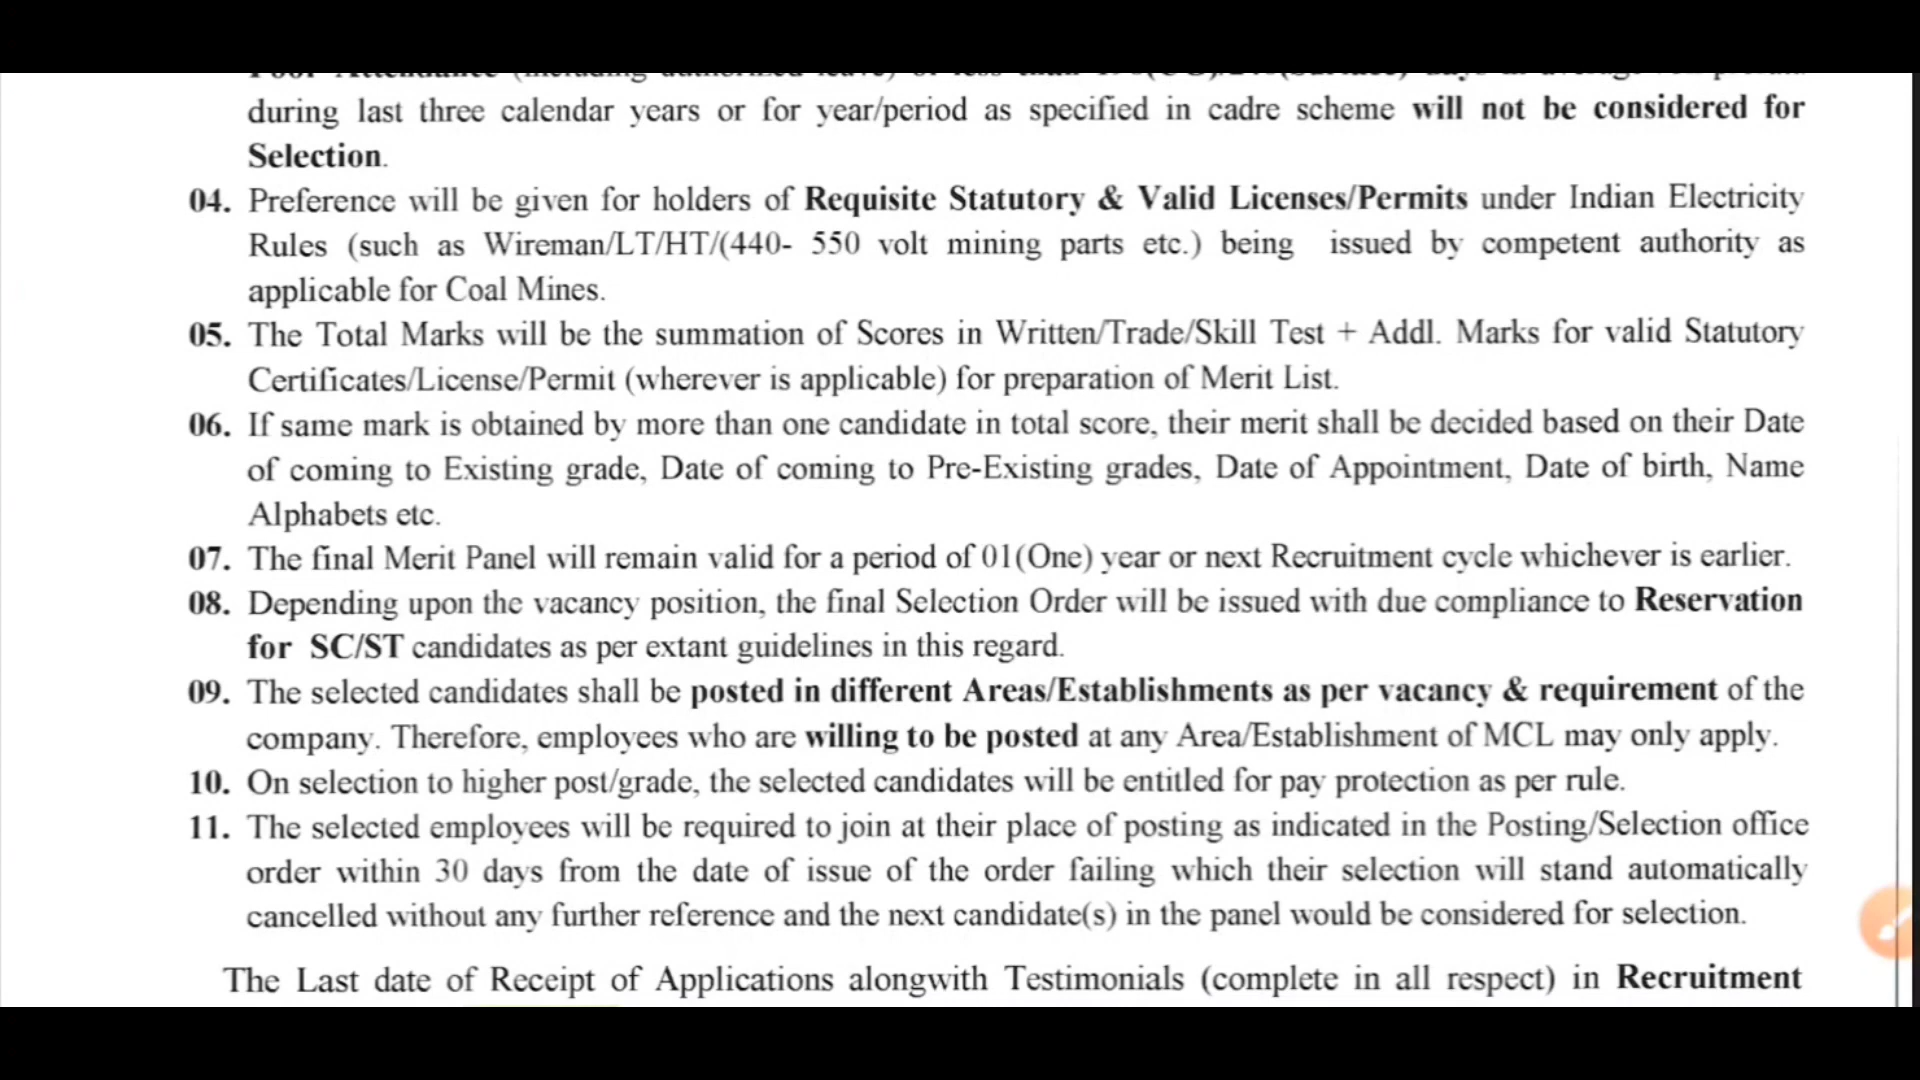 during last three calendar years or for year/period as specified in cadre scheme will not be considered for
Selection.
04. Preference will be given for holders of Requisite Statutory & Valid Licenses/Permits under Indian Electricity
Rules (such as Wireman/LT/HT/(440- 550 volt mining parts etc.) being issued by competent authority as
applicable for Coal Mines.
05. The Total Marks will be the summation of Scores in Written/Trade/Skill Test + Addl. Marks for valid Statutory
Certificates/License/Permit (wherever is applicable) for preparation of Merit List.
06. If same mark is obtained by more than one candidate in total score, their merit shall be decided based on their Date
of coming to Existing grade, Date of coming to Pre-Existing grades, Date of Appointment, Date of birth, Name
Alphabets etc.
07. The final Merit Panel will remain valid for a period of 01(One) year or next Recruitment cycle whichever is earlier.
08. Depending upon the vacancy position, the final Selection Order will be issued with due compliance to Reservation
for SC/ST candidates as per extant guidelines in this regard.
09. The selected candidates shall be posted in different Areas/Establishments as per vacancy & requirement of the
company. Therefore, employees who are willing to be posted at any Area/Establishment of MCL may only apply.
10. On selection to higher post/grade, the selected candidates will be entitled for pay protection as per rule.
11. The selected employees will be required to join at their place of posting as indicated in the Posting/Selection office
order within 30 days from the date of issue of the order failing which their selection will stand automatically
cancelled without any further reference and the next candidate(s) in the panel would be considered for selection.
The Last date of Receipt of Applications alongwith Testimonials (complete in all respect) in Recruitment